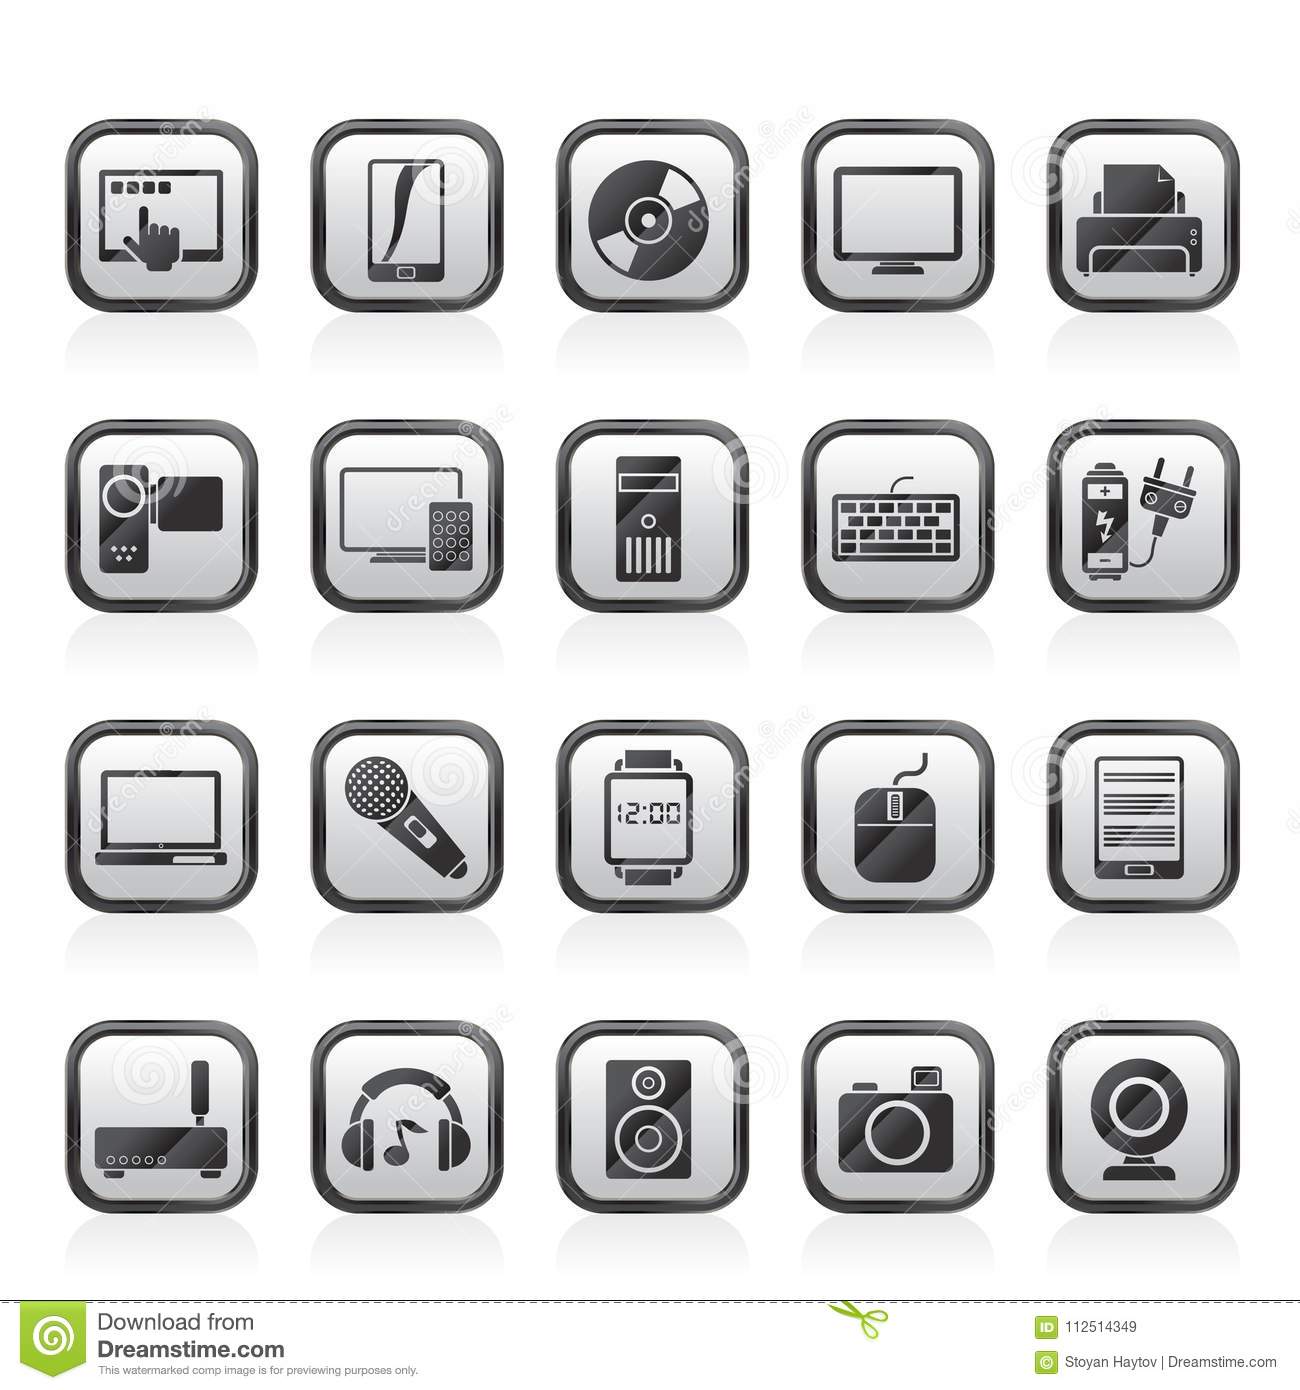 12:00
Download from
Dreamstime.com
This watermarked comp image is for previewing purposes only.
ID 112514349
© Stoyan Haytov | Dreamstime.com